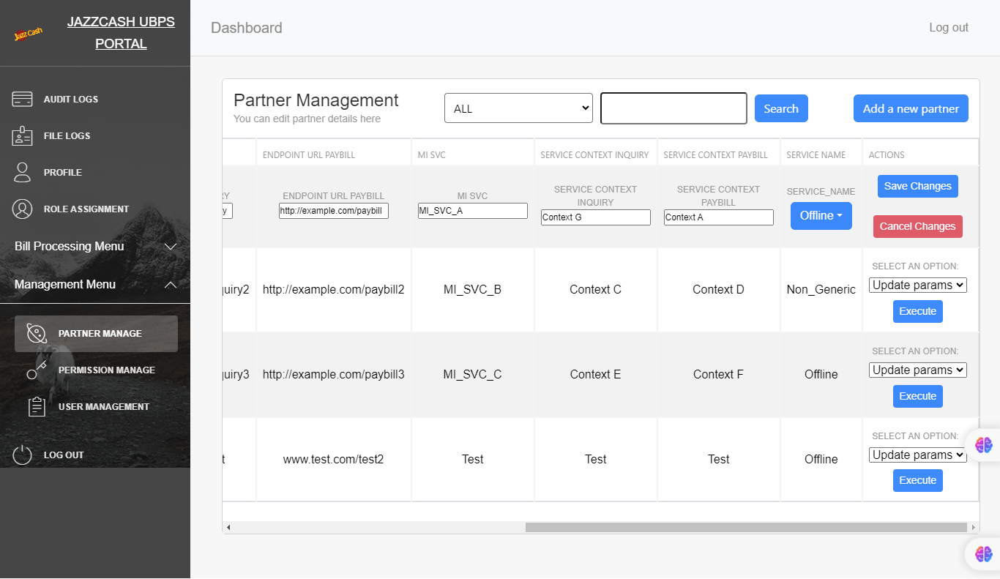 Jazz Cash
JAZZCASH UBPS
PORTAL
AUDIT LOGS
FILE LOGS
PROFILE
ROLE ASSIGNMENT
Bill Processing Menu
Management Menu
PARTNER MANAGE
PERMISSION MANAGE
USER MANAGEMENT
LOG OUT
Dashboard
Log out
Partner Management
You can edit partner details here
ALL
Search
Add a new partner
ENDPOINT URL PAYBILL MI SVC SERVICE CONTEXT INQUIRY SERVICE CONTEXT PAYBILL SERVICE NAME ACTIONS
RY
y
ENDPOINT URL PAYBILL
http://example.com/paybill
MI SVC
MI_SVC_A
SERVICE CONTEXT
INQUIRY
Context G
SERVICE CONTEXT
PAYBILL
Context A
SERVICE_NAME
Offline
Save Changes
Cancel Changes
quiry2 http://example.com/paybill2 MI_SVC_B Context C Context D Non_Generic
SELECT AN OPTION:
Update params
Execute
quiry3 http://example.com/paybill3 MI_SVC_C Context E Context F Offline
SELECT AN OPTION:
Update params
Execute
t www.test.com/test2 Test Test Test Offline
SELECT AN OPTION:
Update params
Execute